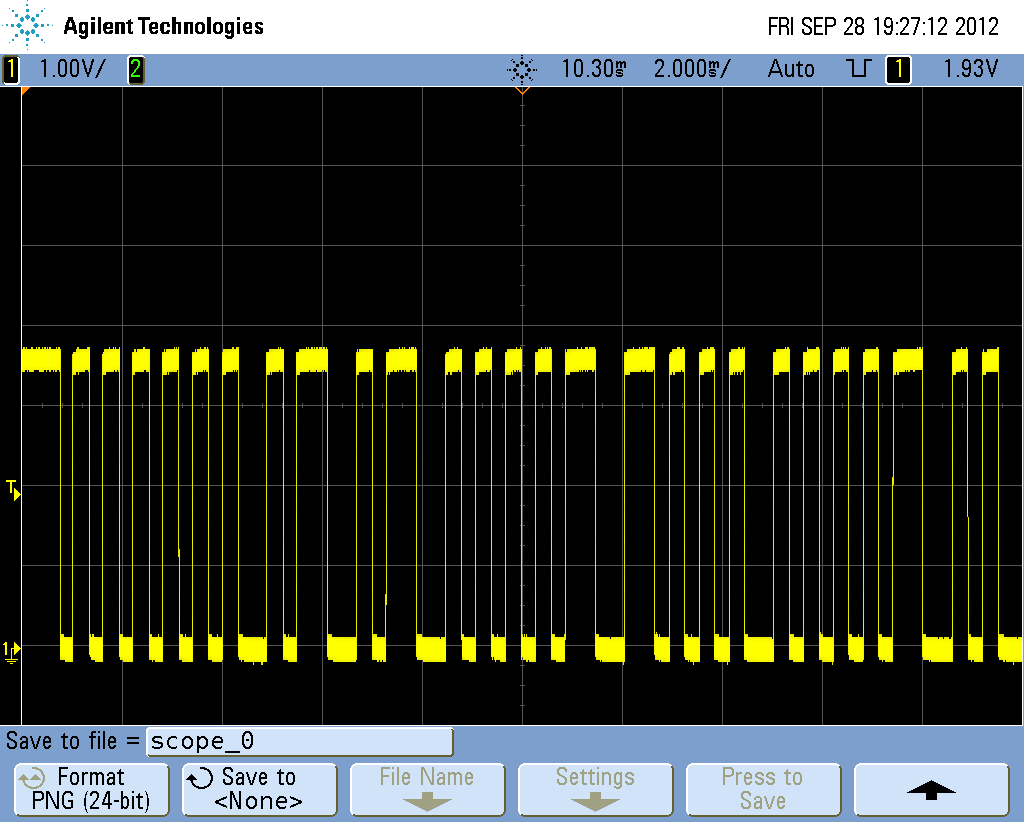 Agilent Technologies FRI SEP 28 19:27:12 2012
1 1.00V/ 2 10.30ms 2.000ms/ Auto 1 1.93V
T
1
Save to file = scope_0
Format
PNG (24-bit)
Save to
<None>
File Name
Settings
Press to
Save